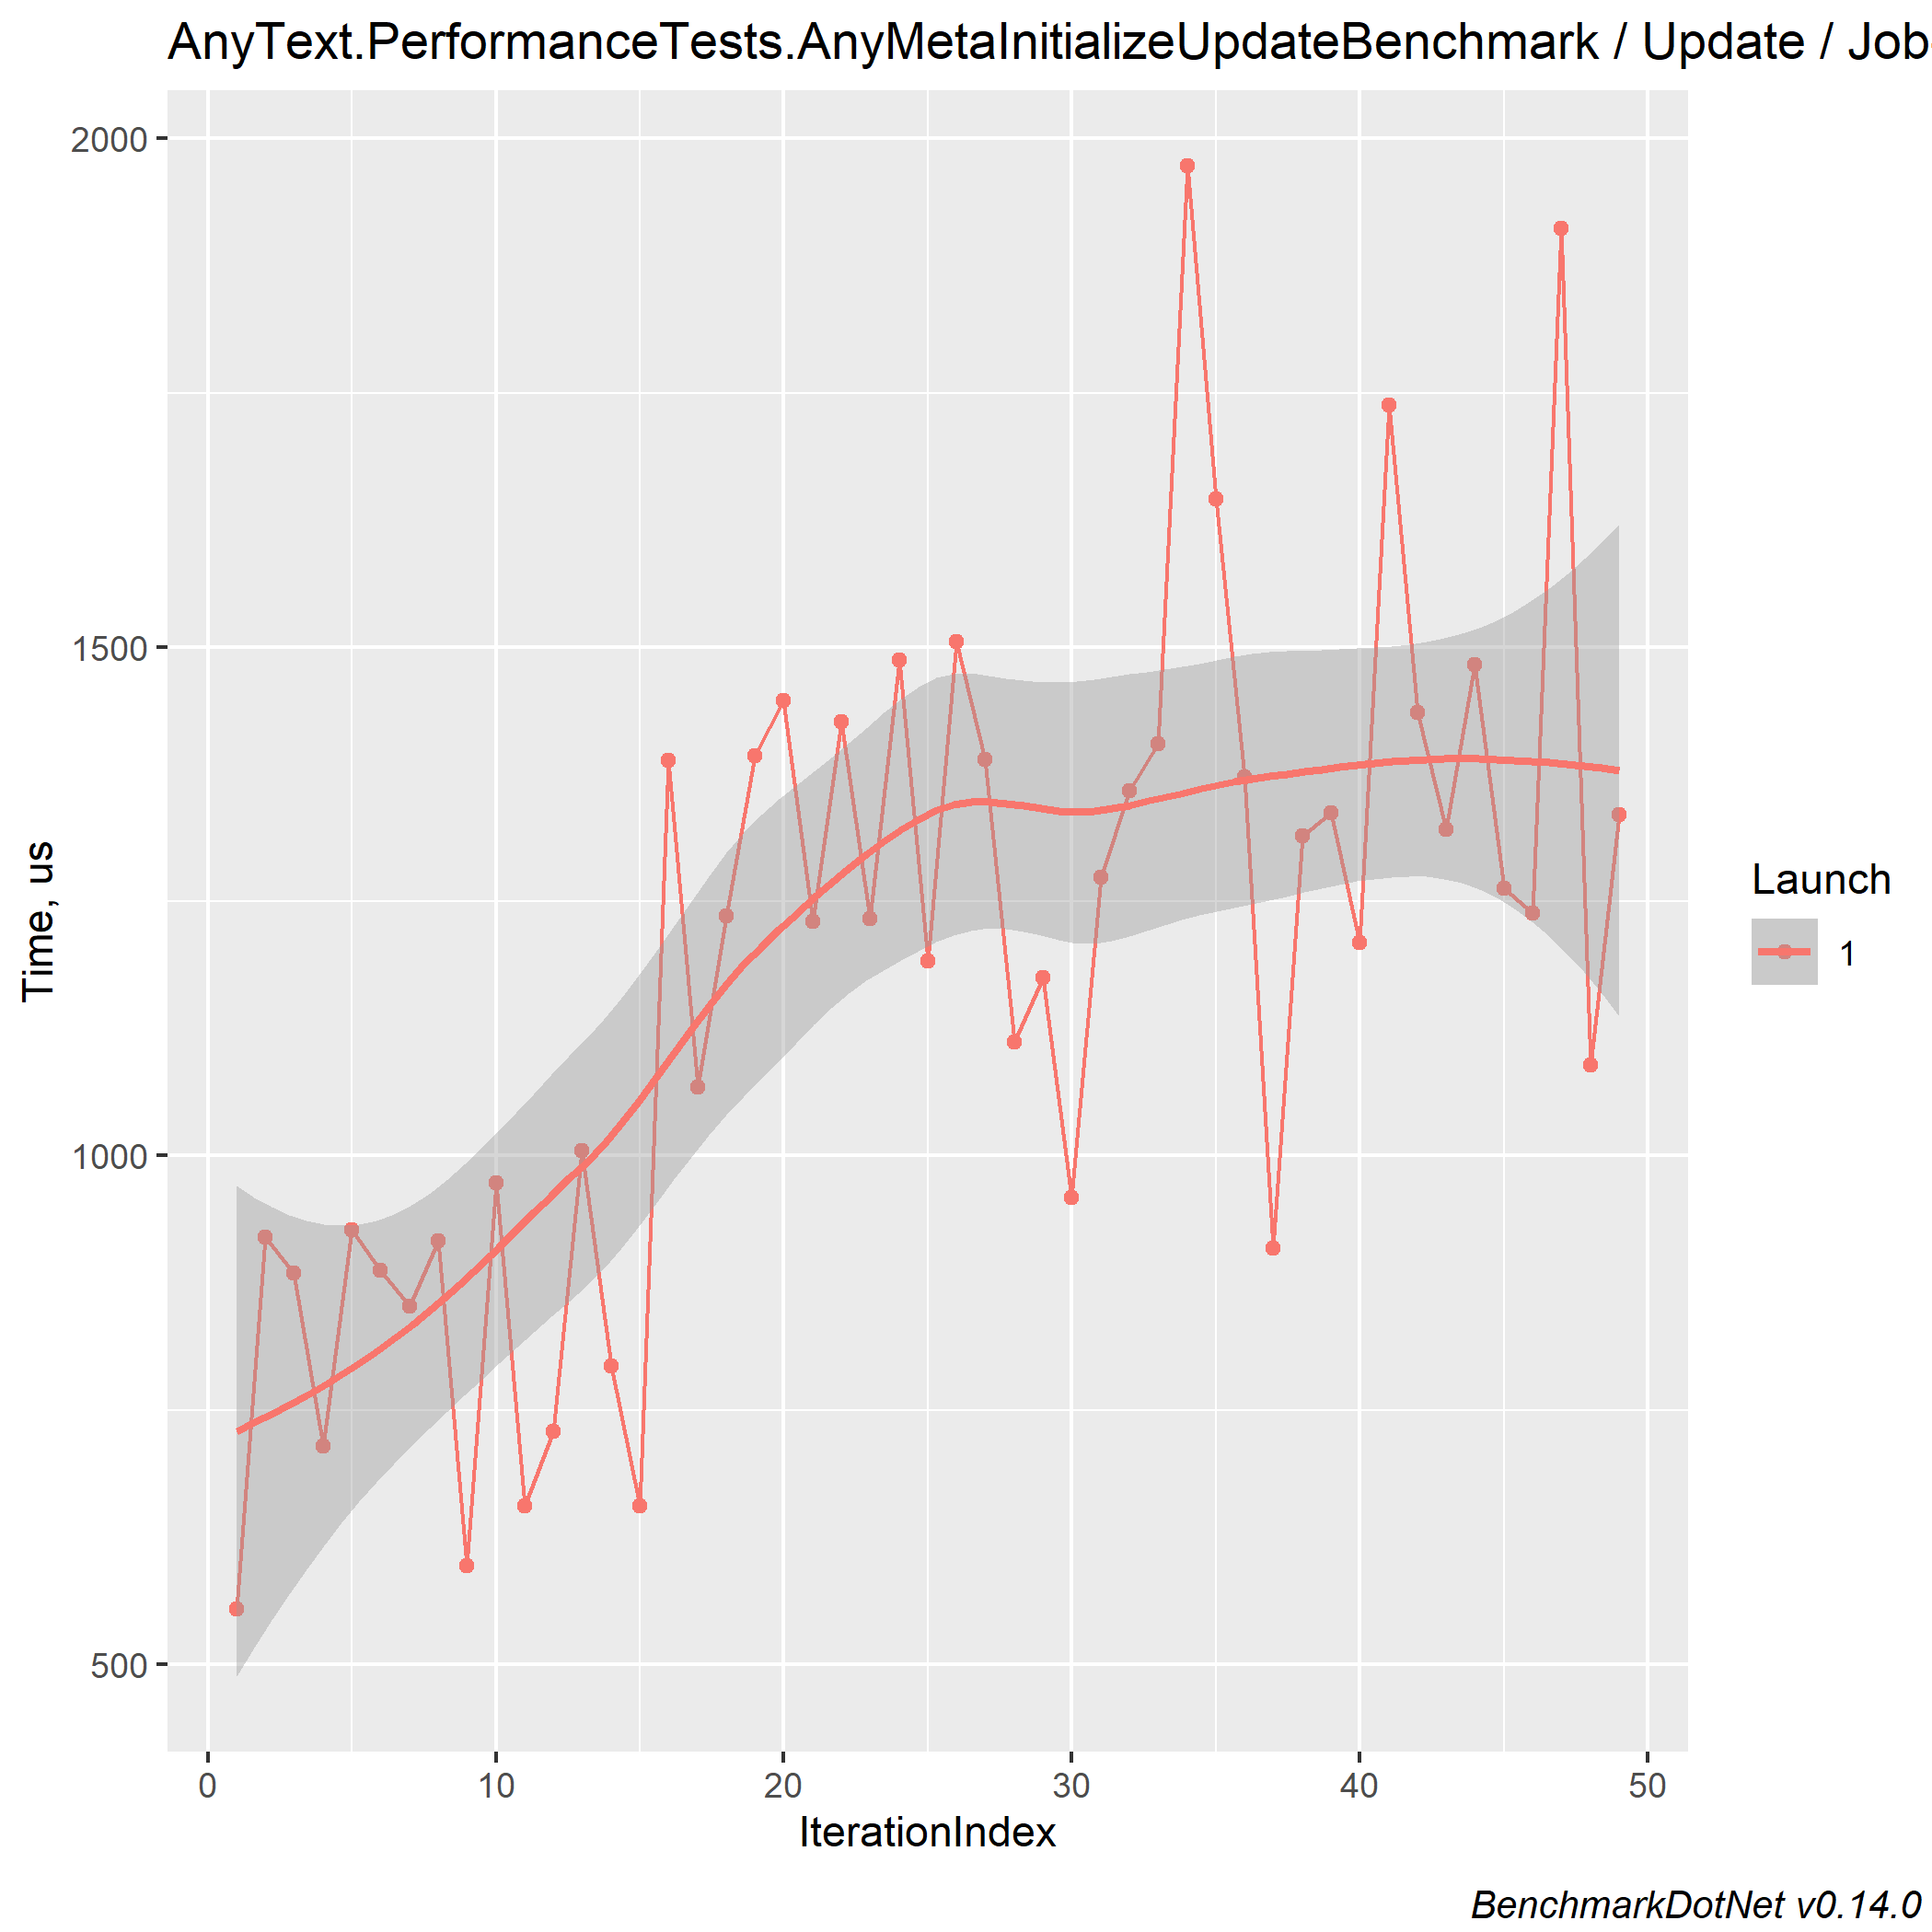 AnyText.PerformanceTests.AnyMetaInitializeUpdateBenchmark / Update / Job
Time, us
2000
1500
1000
500
0 10 20 30 40 50
IterationIndex
Launch
1
BenchmarkDotNet v0.14.0